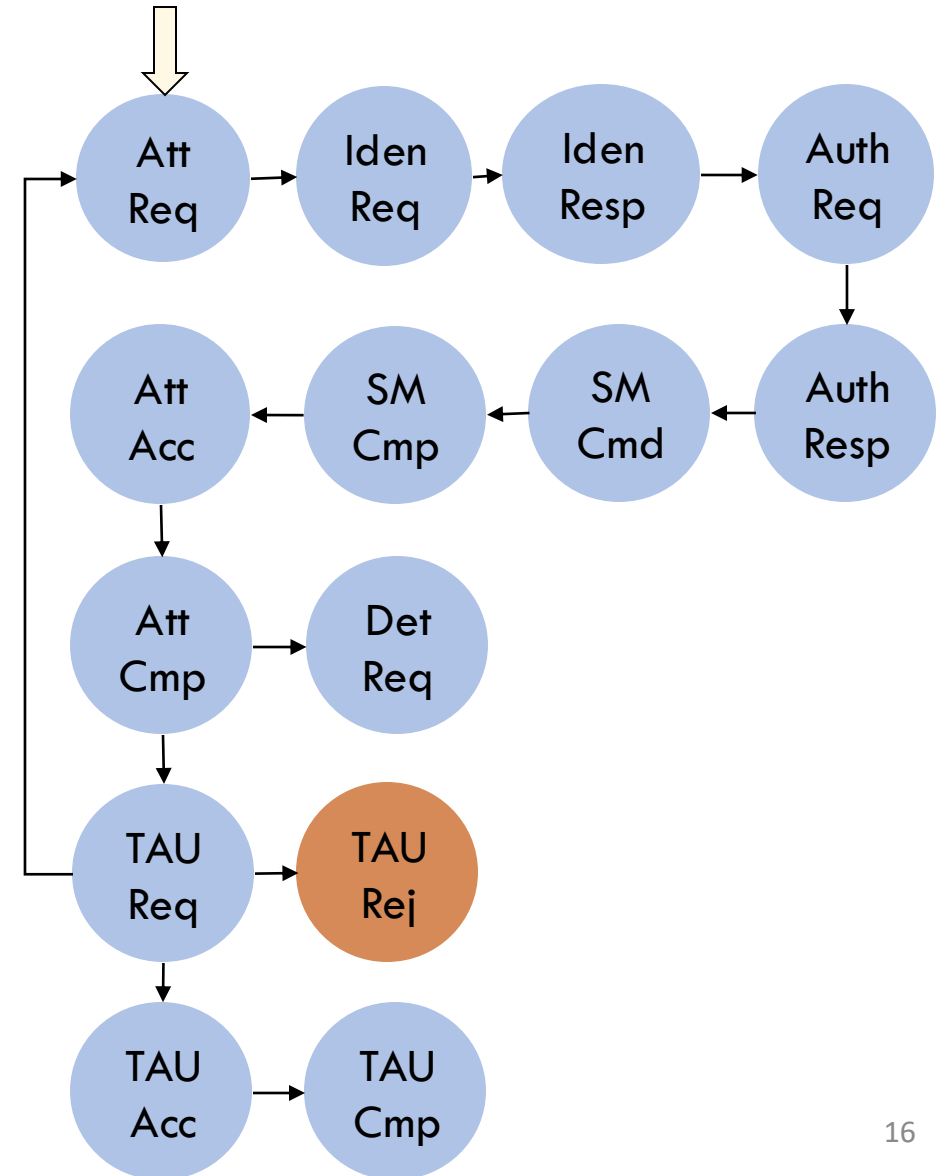 Att
Req
Iden
Req
Iden
Resp
Auth
Req
Att
Acc
SM
Cmp
SM
Cmd
Auth
Resp
Att
Cmp
Det
Req
TAU
Req
TAU
Rej
TAU
Acc
TAU
Cmp
16